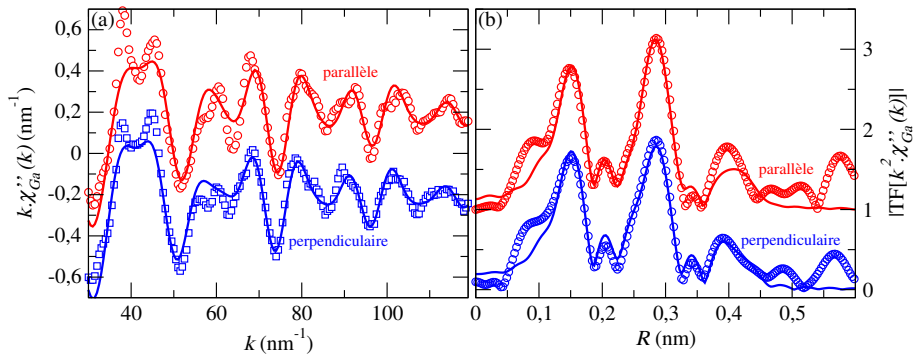 (a)
0,6
0,4
0,2
0
-0,2
-0,4
-0,6
k.χ''Ga(k) (nm⁻¹)
parallèle
perpendiculaire
40 60 80 100
k (nm⁻¹)
(b)
parallèle
perpendiculaire
0 0,1 0,2 0,3 0,4 0,5
R (nm)
3
2
1
0
|TF[k².χ''Ga(k)]|